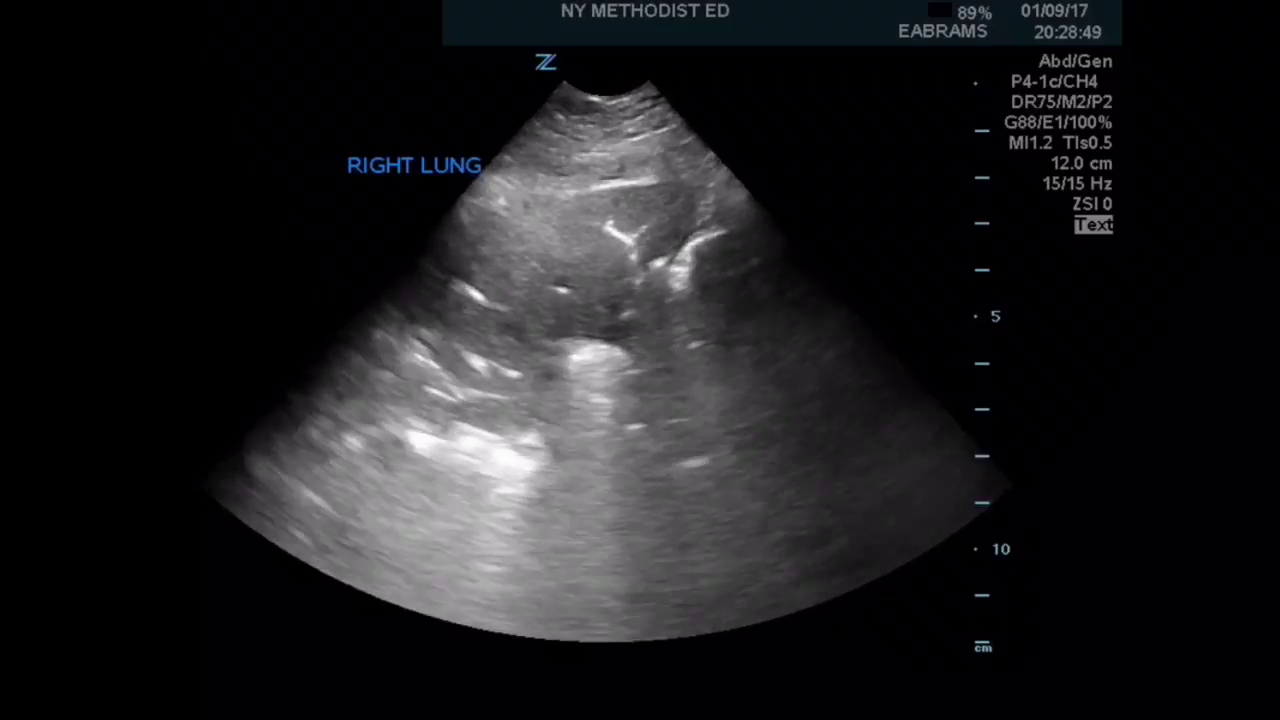 NY METHODIST ED
89%
01/09/17
EABRAMS
20:28:49
Z
Abd/Gen
P4-1c/CH4
DR75/M2/P2
G88/E1/100%
MI1.2 TIs0.5
12.0 cm
15/15 Hz
ZSI 0
Text
RIGHT LUNG
5
10
cm